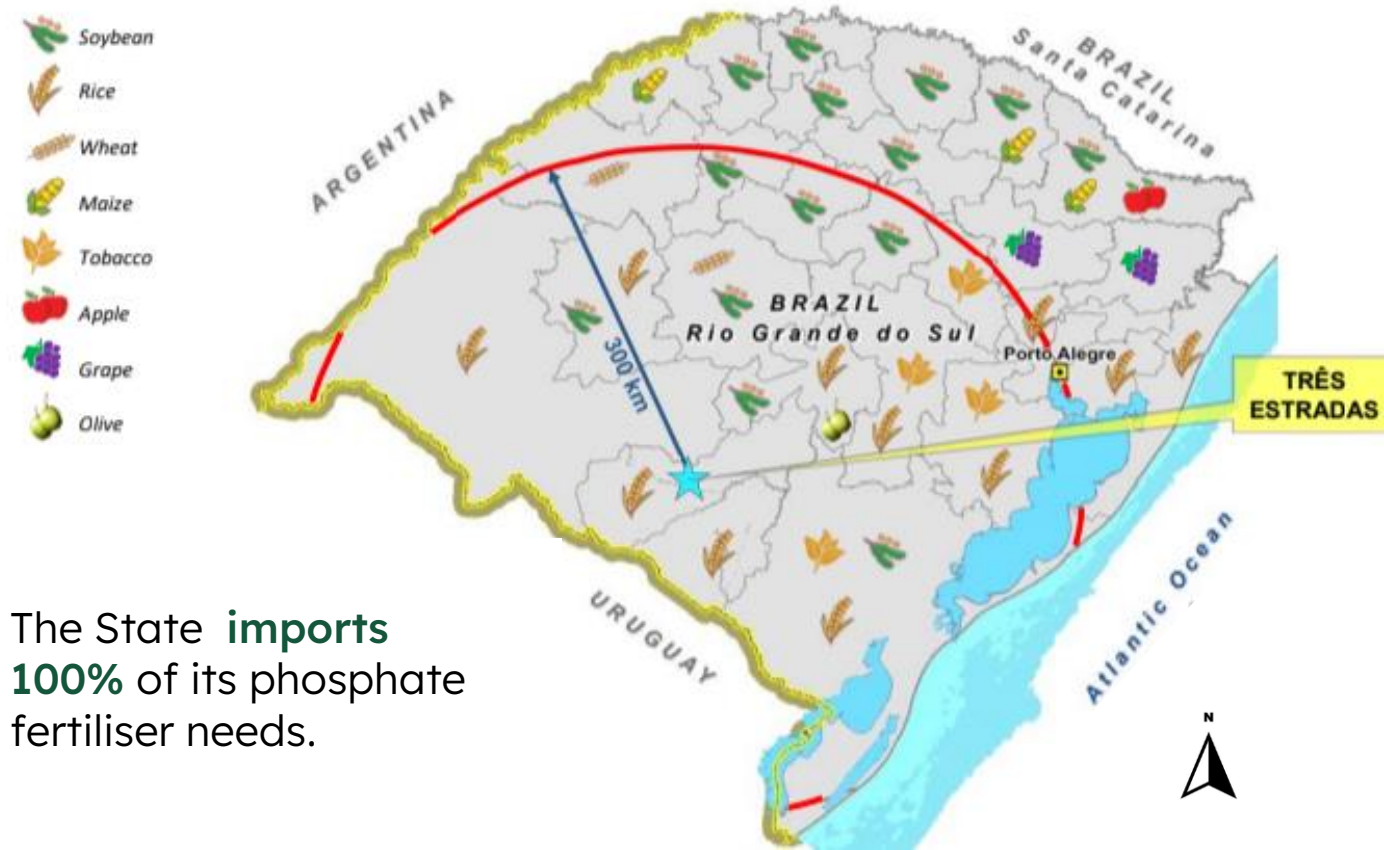 Soybean
Rice
Wheat
Maize
Tobacco
Apple
Grape
Olive
ARGENTINA
BRAZIL
Santa Catarina
BRAZIL
Rio Grande do Sul
300 km
Porto Alegre
TRÊS
ESTRADAS
URUGUAY
Atlantic Ocean
The State imports
100% of its phosphate
fertiliser needs.
N